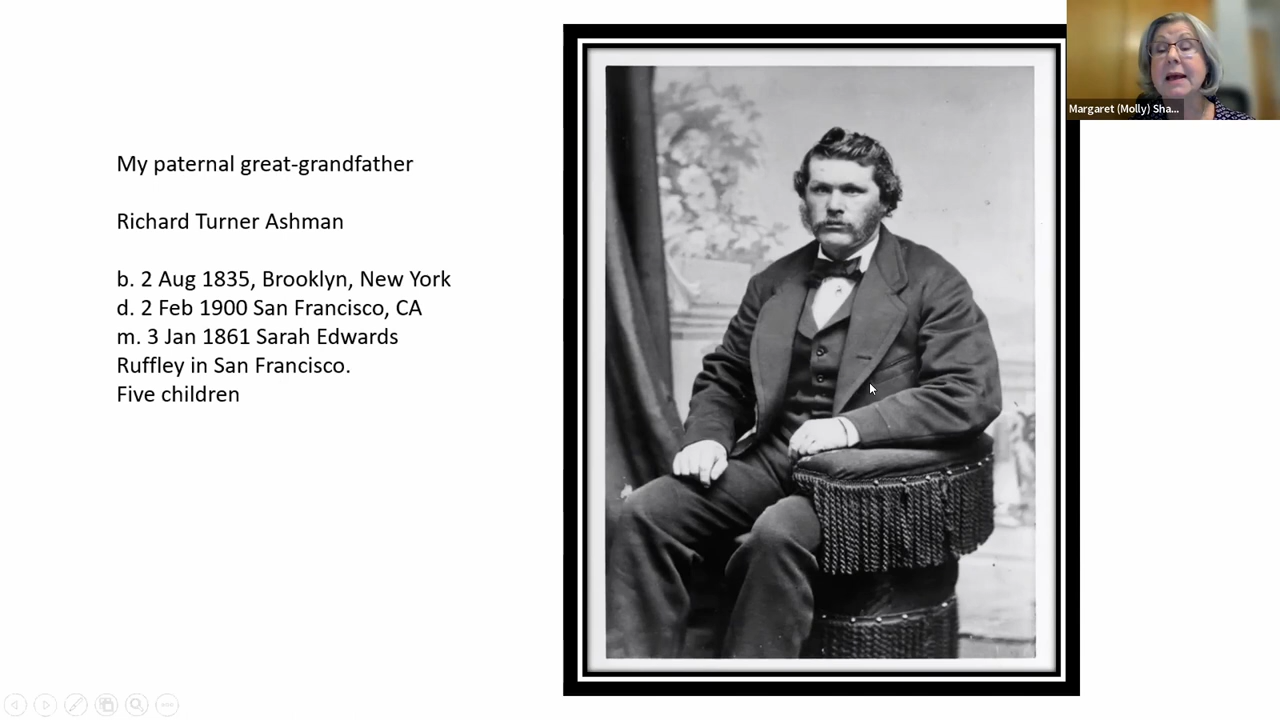 My paternal great-grandfather
Richard Turner Ashman
b. 2 Aug 1835, Brooklyn, New York
d. 2 Feb 1900 San Francisco, CA
m. 3 Jan 1861 Sarah Edwards
Ruffley in San Francisco.
Five children
Margaret (Molly) Sha...